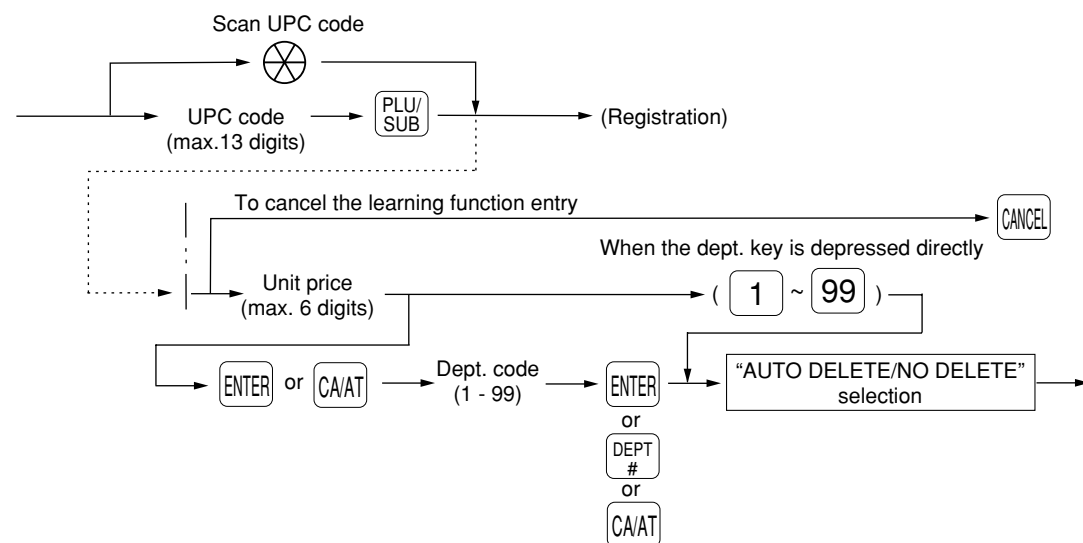 Scan UPC code
UPC code
(max.13 digits)
PLU/
SUB
(Registration)
To cancel the learning function entry
CANCEL
When the dept. key is depressed directly
Unit price
(max. 6 digits)
( 1 ~ 99 )
ENTER or CA/AT
Dept. code
(1 - 99)
ENTER
or
DEPT
#
or
CA/AT
“AUTO DELETE/NO DELETE”
selection